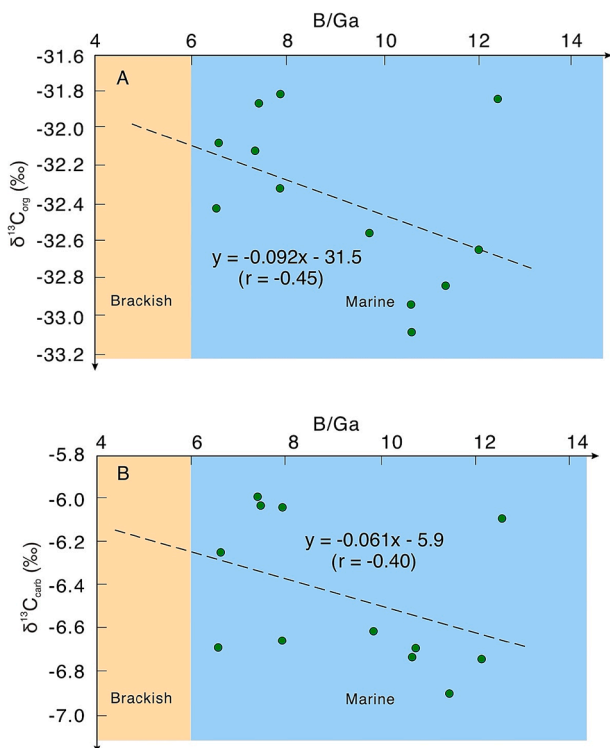 B/Ga
4 6 8 10 12 14
A
-31.6
-31.8
-32.0
-32.2
-32.4
-32.6
-32.8
-33.0
-33.2
δ¹³Corg (‰)
y = -0.092x - 31.5
(r = -0.45)
Brackish Marine
B/Ga
4 6 8 10 12 14
B
-5.8
-6.0
-6.2
-6.4
-6.6
-6.8
-7.0
δ¹³Ccarb (‰)
y = -0.061x - 5.9
(r = -0.40)
Brackish Marine